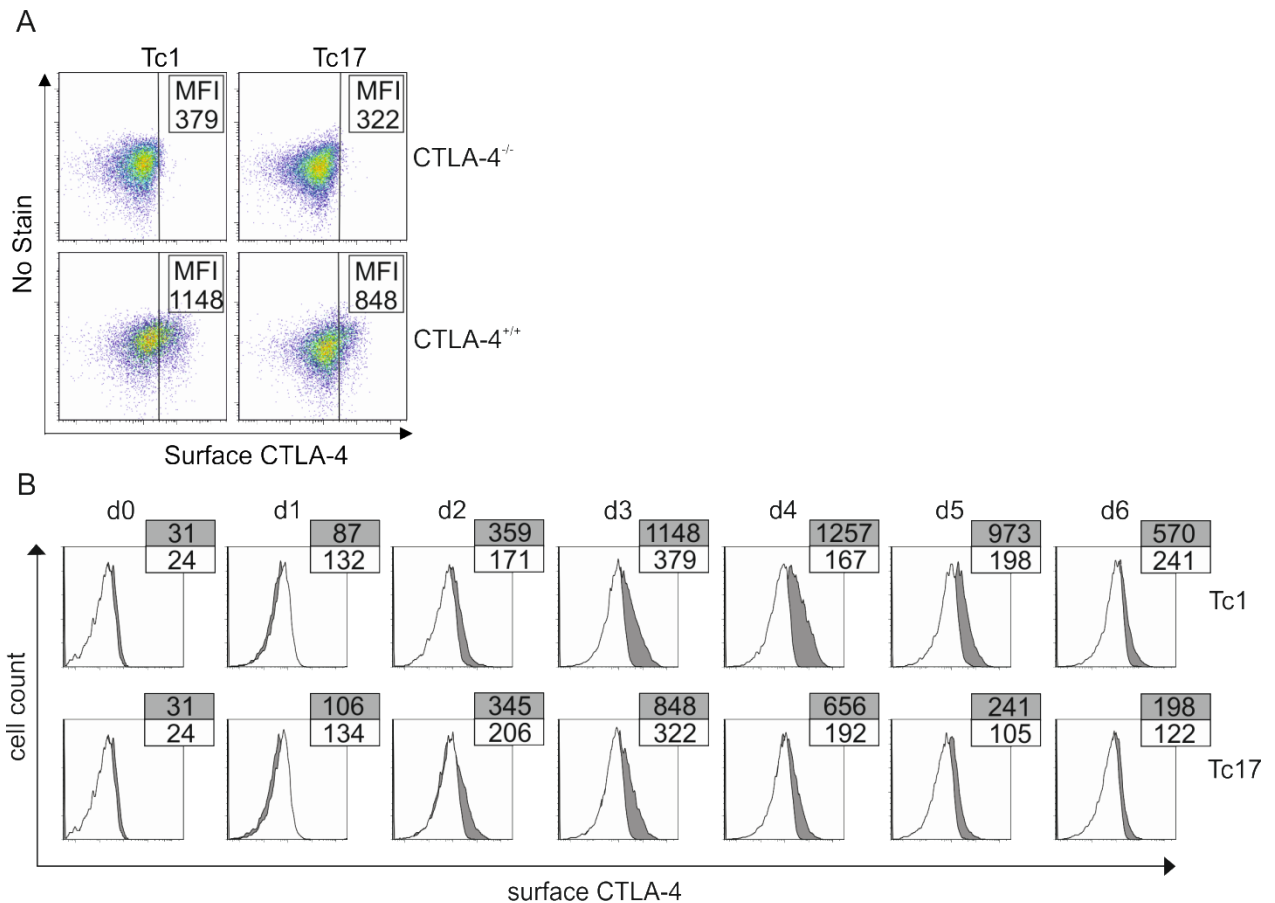 A
Tc1 Tc17
MFI
379
MFI
322
CTLA-4-/-
MFI
1148
MFI
848
CTLA-4+/+
No Stain
Surface CTLA-4
B
d0 d1 d2 d3 d4 d5 d6
31 87 359 1148 1257 973 570
24 132 171 379 167 198 241
Tc1
31 106 345 848 656 241 198
24 134 206 322 192 105 122
Tc17
cell count
surface CTLA-4